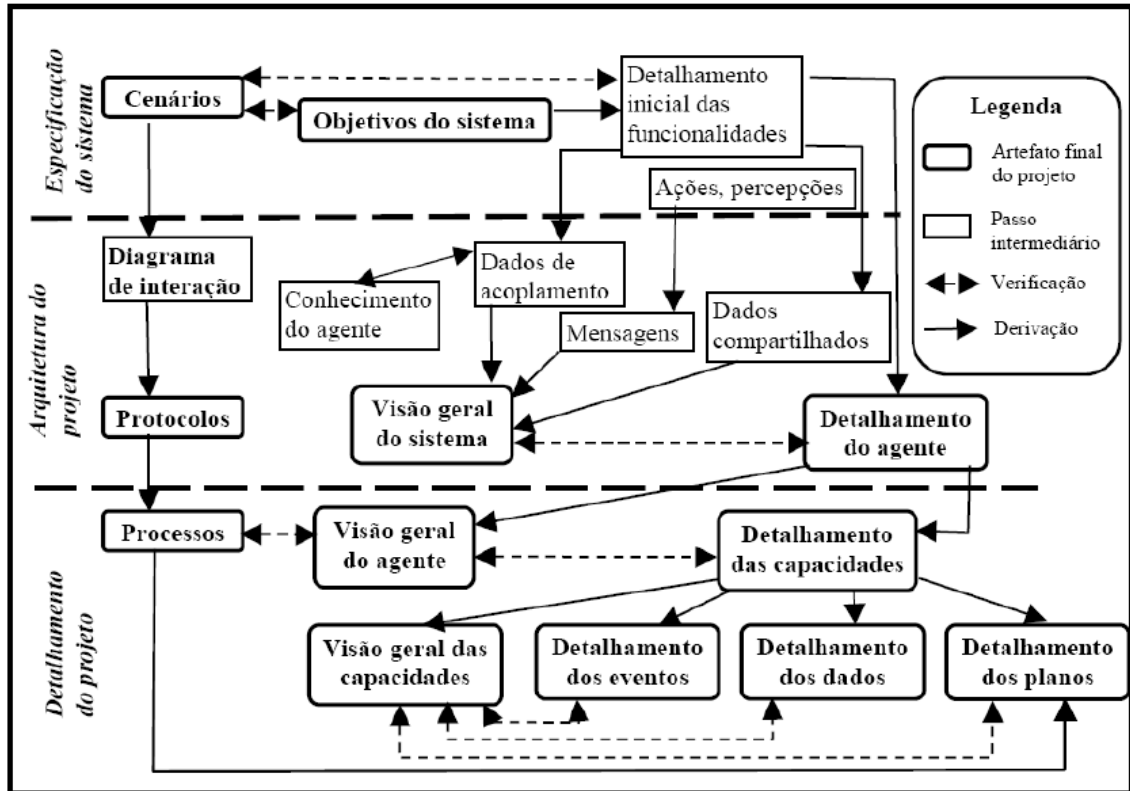 Especificação
do sistema
Cenários
Objetivos do sistema
Detalhamento
inicial das
funcionalidades
Ações, percepções
Legenda
Artefato final
do projeto
Passo
intermediário
Verificação
Derivação
Arquitetura do
projeto
Diagrama
de interação
Conhecimento
do agente
Dados de
acoplamento
Mensagens
Dados
compartilhados
Protocolos
Visão geral
do sistema
Detalhamento
do agente
Detalhamento
do projeto
Processos
Visão geral
do agente
Detalhamento
das capacidades
Visão geral das
capacidades
Detalhamento
dos eventos
Detalhamento
dos dados
Detalhamento
dos planos